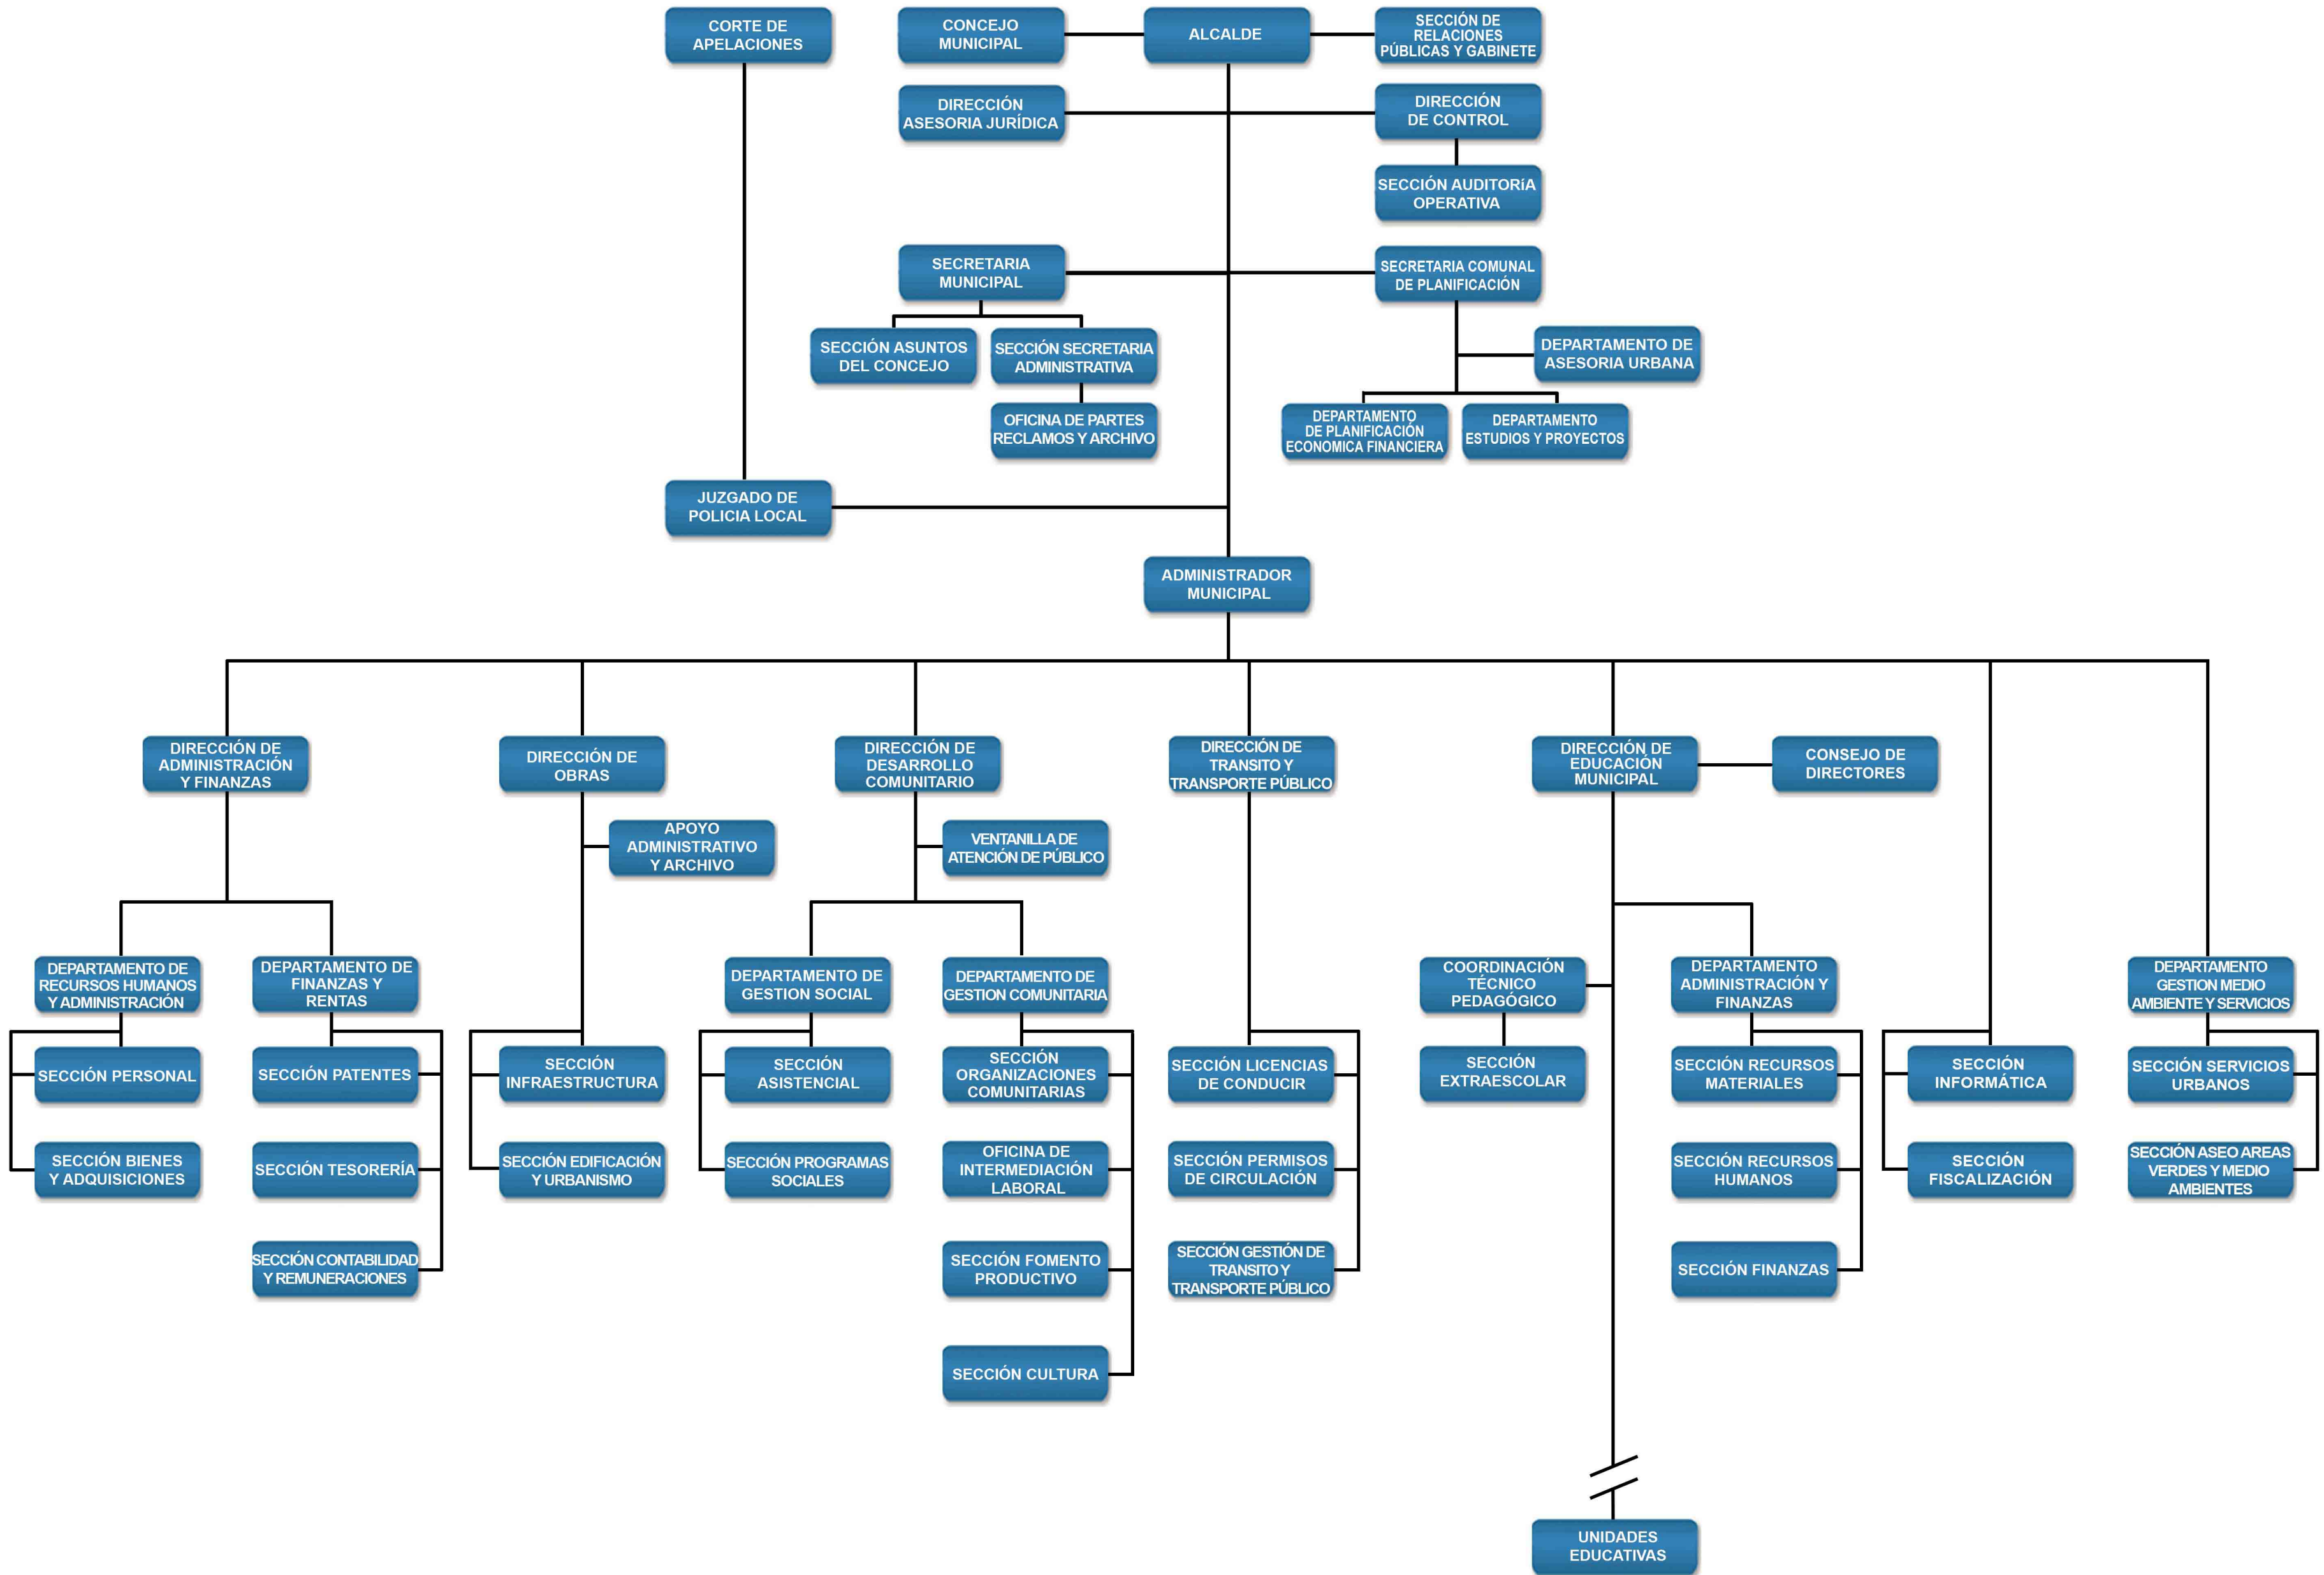 CORTE DE
APELACIONES
CONCEJO
MUNICIPAL
ALCALDE
SECCIÓN DE
RELACIONES
PÚBLICAS Y GABINETE
DIRECCIÓN
ASESORIA JURÍDICA
DIRECCIÓN
DE CONTROL
SECCIÓN AUDITORíA
OPERATIVA
SECRETARIA
MUNICIPAL
SECRETARIA COMUNAL
DE PLANIFICACIÓN
SECCIÓN ASUNTOS
DEL CONCEJO
SECCIÓN SECRETARIA
ADMINISTRATIVA
DEPARTAMENTO DE
ASESORIA URBANA
OFICINA DE PARTES
RECLAMOS Y ARCHIVO
DEPARTAMENTO
DE PLANIFICACIÓN
ECONOMICA FINANCIERA
DEPARTAMENTO
ESTUDIOS Y PROYECTOS
JUZGADO DE
POLICIA LOCAL
ADMINISTRADOR
MUNICIPAL
DIRECCIÓN DE
ADMINISTRACIÓN
Y FINANZAS
DIRECCIÓN DE
OBRAS
DIRECCIÓN DE
DESARROLLO
COMUNITARIO
DIRECCIÓN DE
TRANSITO Y
TRANSPORTE PÚBLICO
DIRECCIÓN DE
EDUCACIÓN
MUNICIPAL
CONSEJO DE
DIRECTORES
APOYO
ADMINISTRATIVO
Y ARCHIVO
VENTANILLA DE
ATENCIÓN DE PÚBLICO
DEPARTAMENTO DE
RECURSOS HUMANOS
Y ADMINISTRACIÓN
DEPARTAMENTO DE
FINANZAS Y
RENTAS
DEPARTAMENTO DE
GESTION SOCIAL
DEPARTAMENTO DE
GESTION COMUNITARIA
COORDINACIÓN
TÉCNICO
PEDAGÓGICO
DEPARTAMENTO
ADMINISTRACIÓN Y
FINANZAS
DEPARTAMENTO
GESTION MEDIO
AMBIENTE Y SERVICIOS
SECCIÓN PERSONAL
SECCIÓN PATENTES
SECCIÓN
INFRAESTRUCTURA
SECCIÓN
ASISTENCIAL
SECCIÓN
ORGANIZACIONES
COMUNITARIAS
SECCIÓN LICENCIAS
DE CONDUCIR
SECCIÓN
EXTRAESCOLAR
SECCIÓN RECURSOS
MATERIALES
SECCIÓN
INFORMÁTICA
SECCIÓN SERVICIOS
URBANOS
SECCIÓN BIENES
Y ADQUISICIONES
SECCIÓN TESORERÍA
SECCIÓN EDIFICACIÓN
Y URBANISMO
SECCIÓN PROGRAMAS
SOCIALES
OFICINA DE
INTERMEDIACIÓN
LABORAL
SECCIÓN PERMISOS
DE CIRCULACIÓN
SECCIÓN RECURSOS
HUMANOS
SECCIÓN
FISCALIZACIÓN
SECCIÓN ASEO AREAS
VERDES Y MEDIO
AMBIENTES
SECCIÓN CONTABILIDAD
Y REMUNERACIONES
SECCIÓN FOMENTO
PRODUCTIVO
SECCIÓN GESTIÓN DE
TRANSITO Y
TRANSPORTE PÚBLICO
SECCIÓN FINANZAS
SECCIÓN CULTURA
UNIDADES
EDUCATIVAS